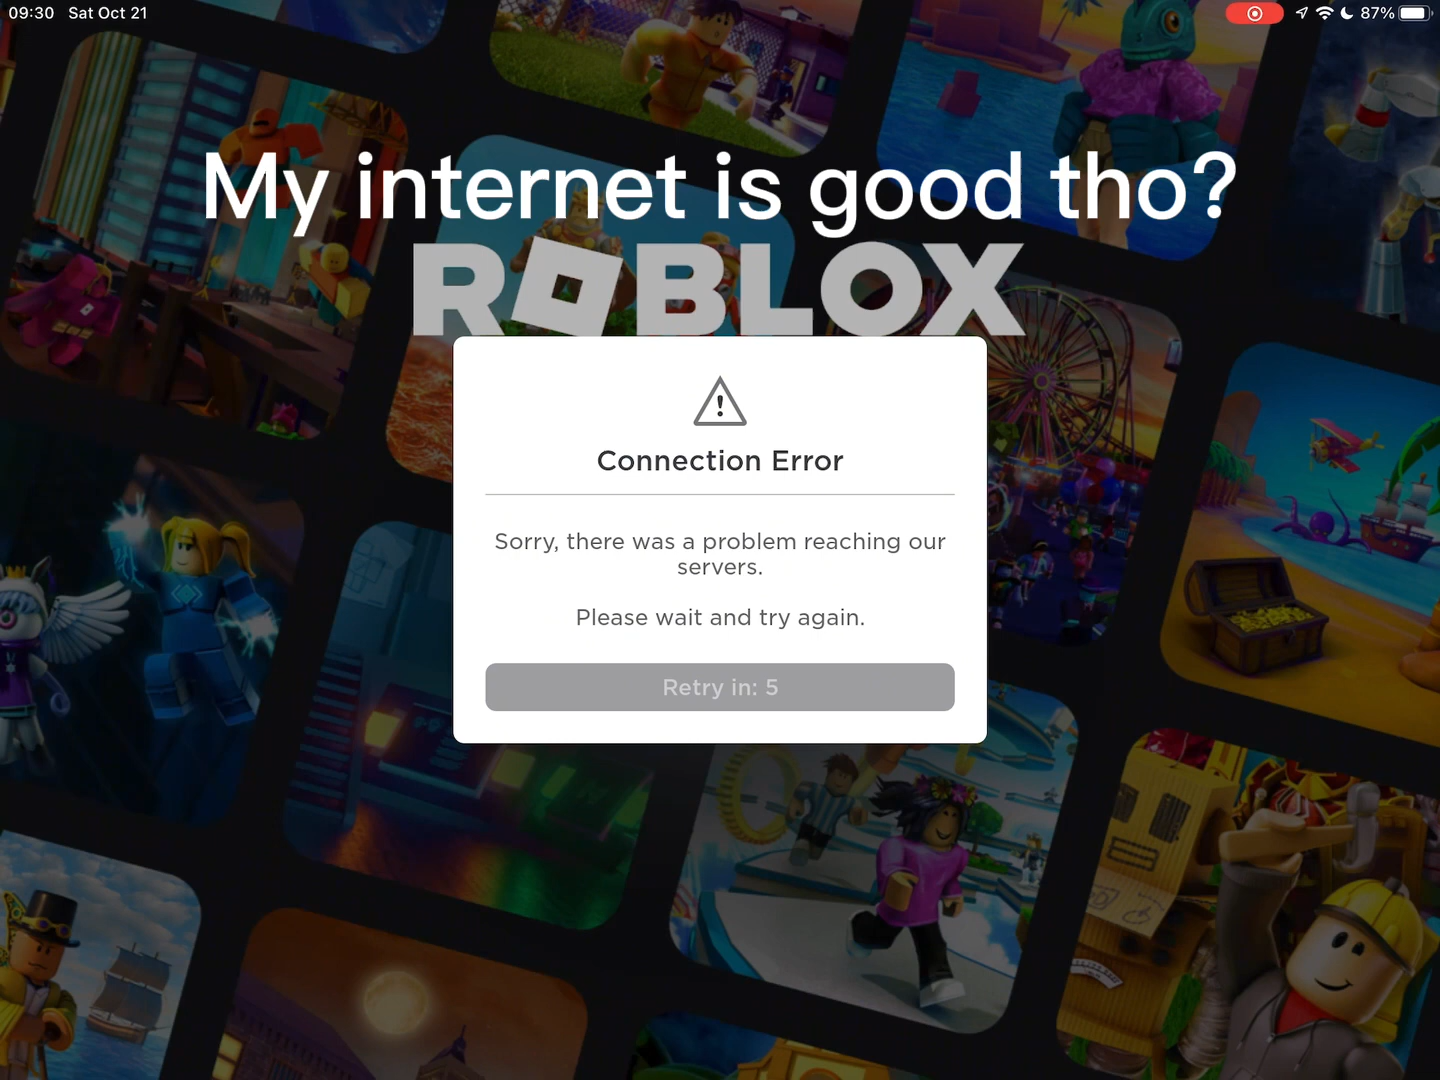 09:30 Sat Oct 21
87%
My internet is good tho?
ROBLOX
Connection Error
Sorry, there was a problem reaching our
servers.
Please wait and try again.
Retry in: 5